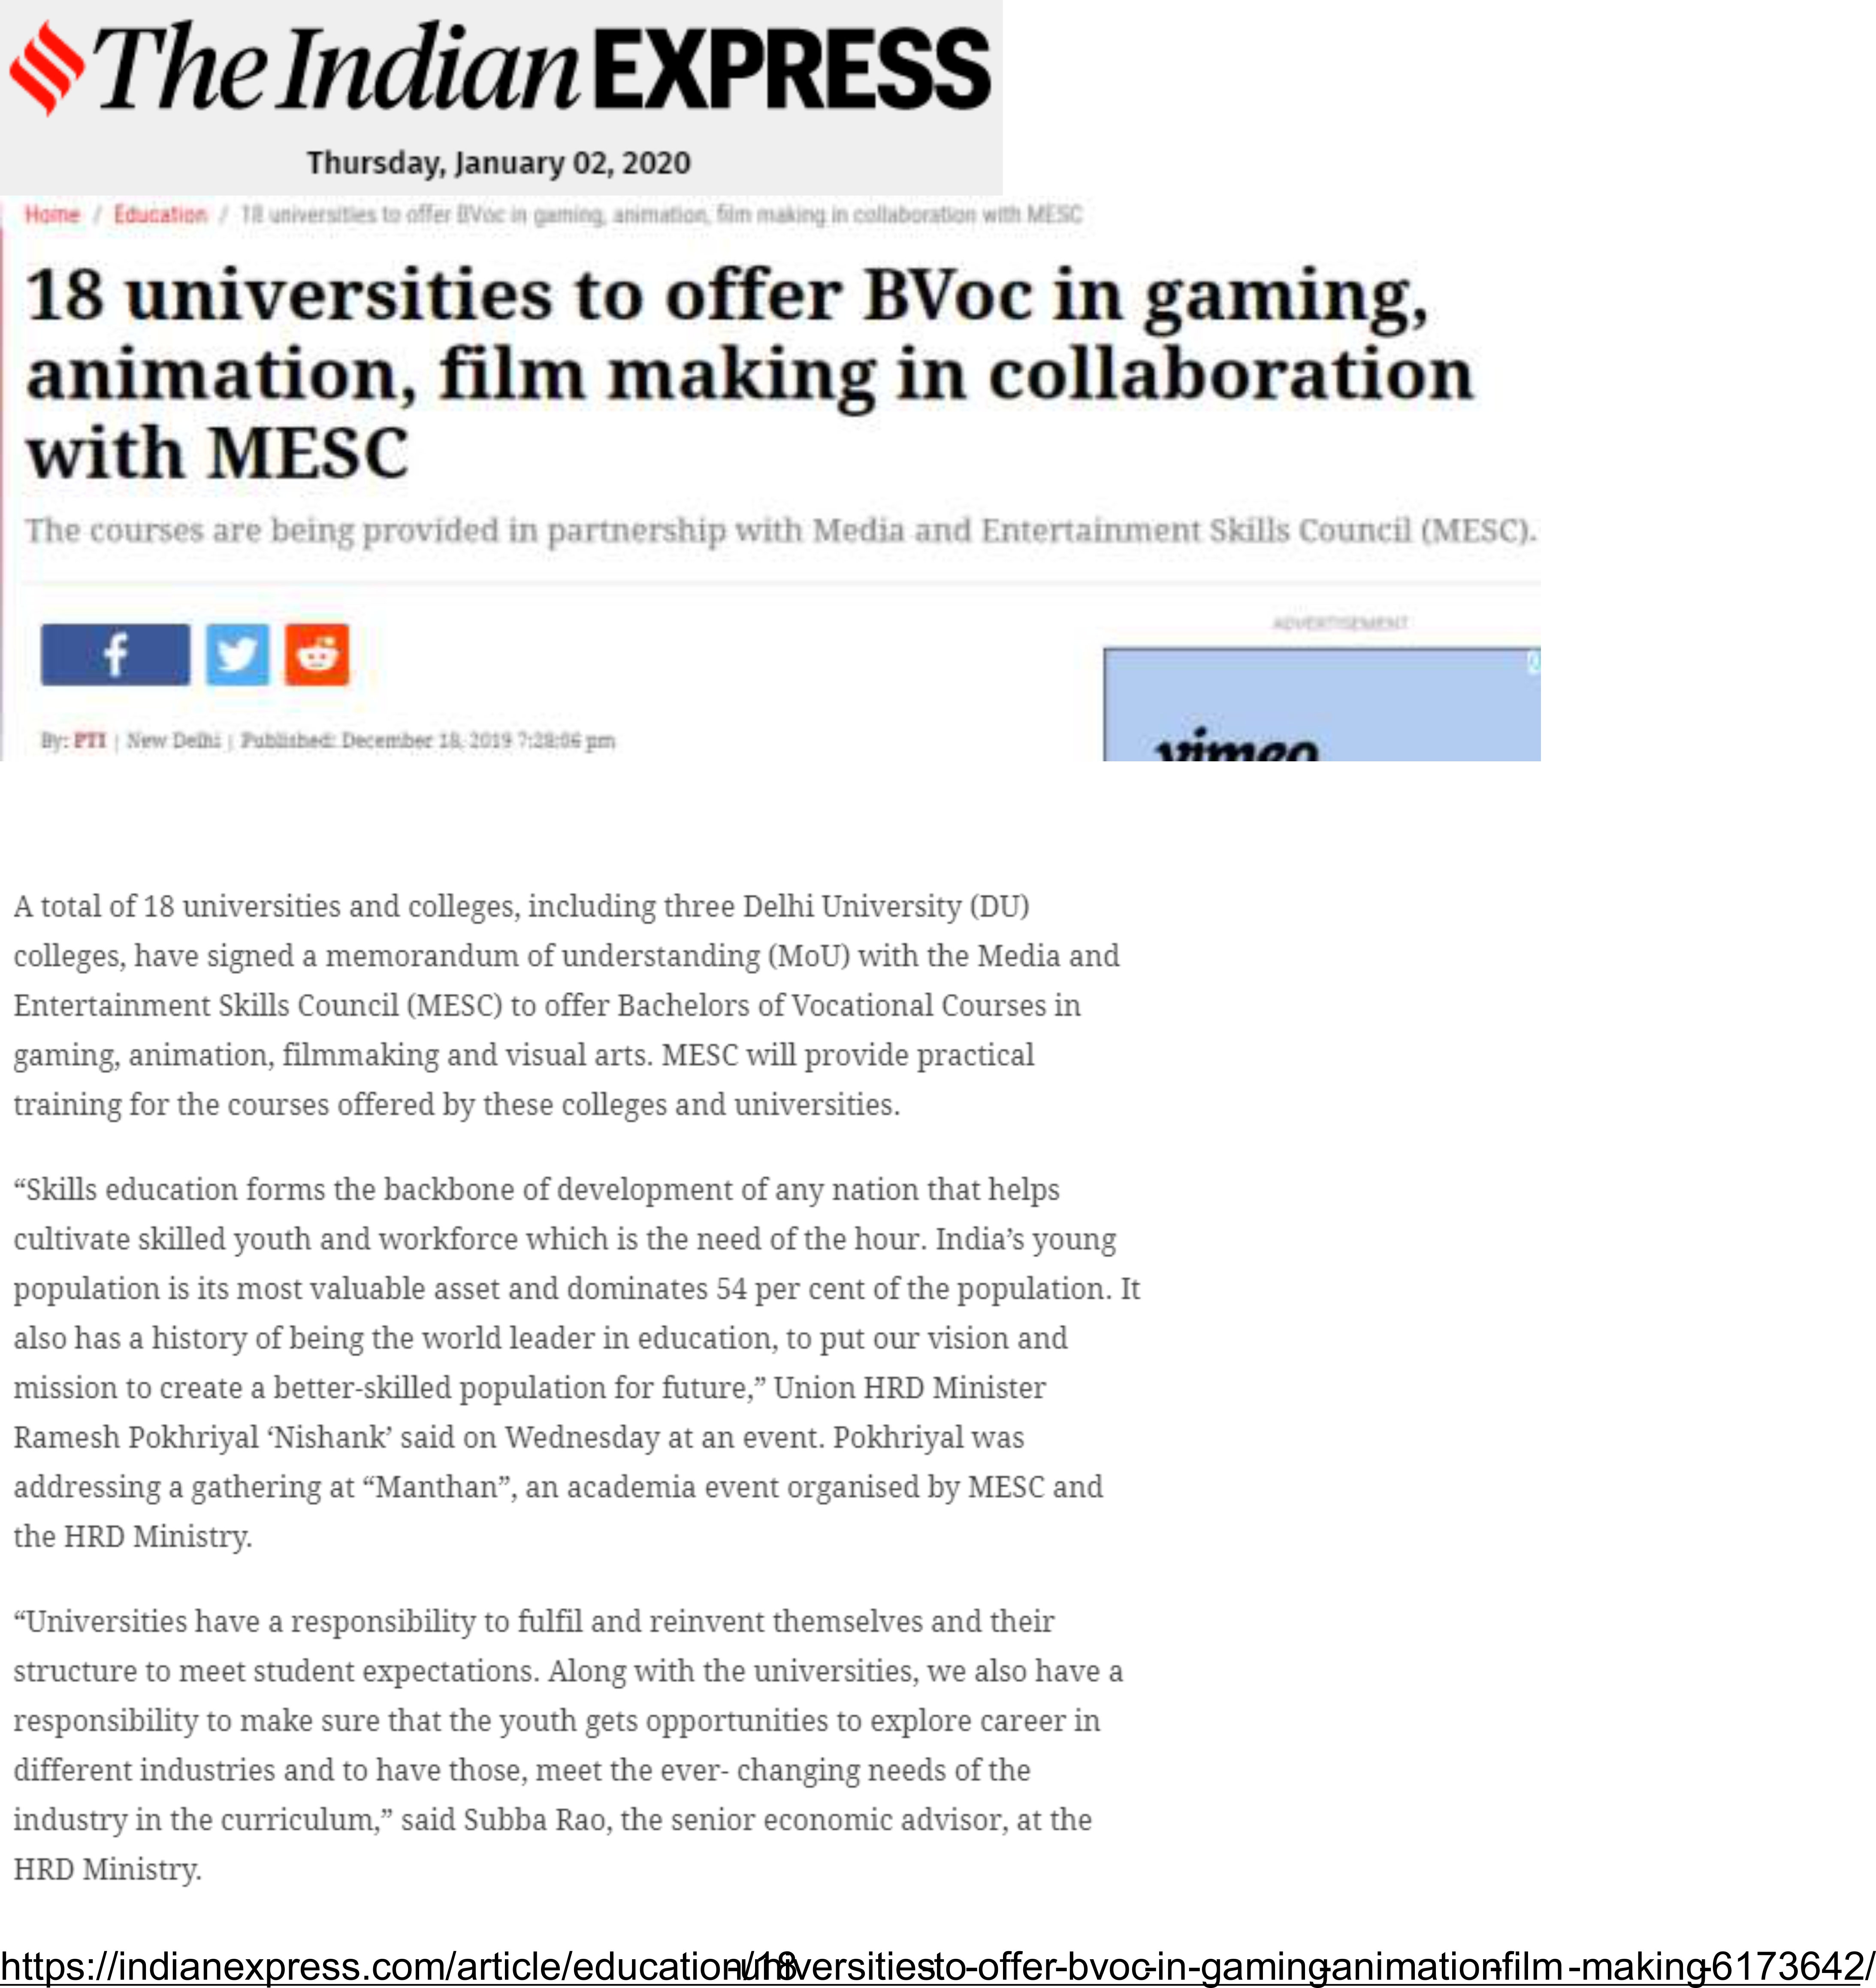 The Indian EXPRESS
Thursday, January 02, 2020
Home / Education / 18 universities to offer BVoc in gaming, animation, film making in collaboration with MESC
18 universities to offer BVoc in gaming,
animation, film making in collaboration
with MESC
The courses are being provided in partnership with Media and Entertainment Skills Council (MESC).
f
ADVERTISEMENT
By: PTI | New Delhi | Published: December 18, 2019 7:28:06 pm
vimeo
A total of 18 universities and colleges, including three Delhi University (DU)
colleges, have signed a memorandum of understanding (MoU) with the Media and
Entertainment Skills Council (MESC) to offer Bachelors of Vocational Courses in
gaming, animation, filmmaking and visual arts. MESC will provide practical
training for the courses offered by these colleges and universities.
“Skills education forms the backbone of development of any nation that helps
cultivate skilled youth and workforce which is the need of the hour. India’s young
population is its most valuable asset and dominates 54 per cent of the population. It
also has a history of being the world leader in education, to put our vision and
mission to create a better-skilled population for future,” Union HRD Minister
Ramesh Pokhriyal ‘Nishank’ said on Wednesday at an event. Pokhriyal was
addressing a gathering at “Manthan”, an academia event organised by MESC and
the HRD Ministry.
“Universities have a responsibility to fulfil and reinvent themselves and their
structure to meet student expectations. Along with the universities, we also have a
responsibility to make sure that the youth gets opportunities to explore career in
different industries and to have those, meet the ever- changing needs of the
industry in the curriculum,” said Subba Rao, the senior economic advisor, at the
HRD Ministry.
https://indianexpress.com/article/education/18-universities-to-offer-bvoc-in-gaming-animation-film-making-6173642/